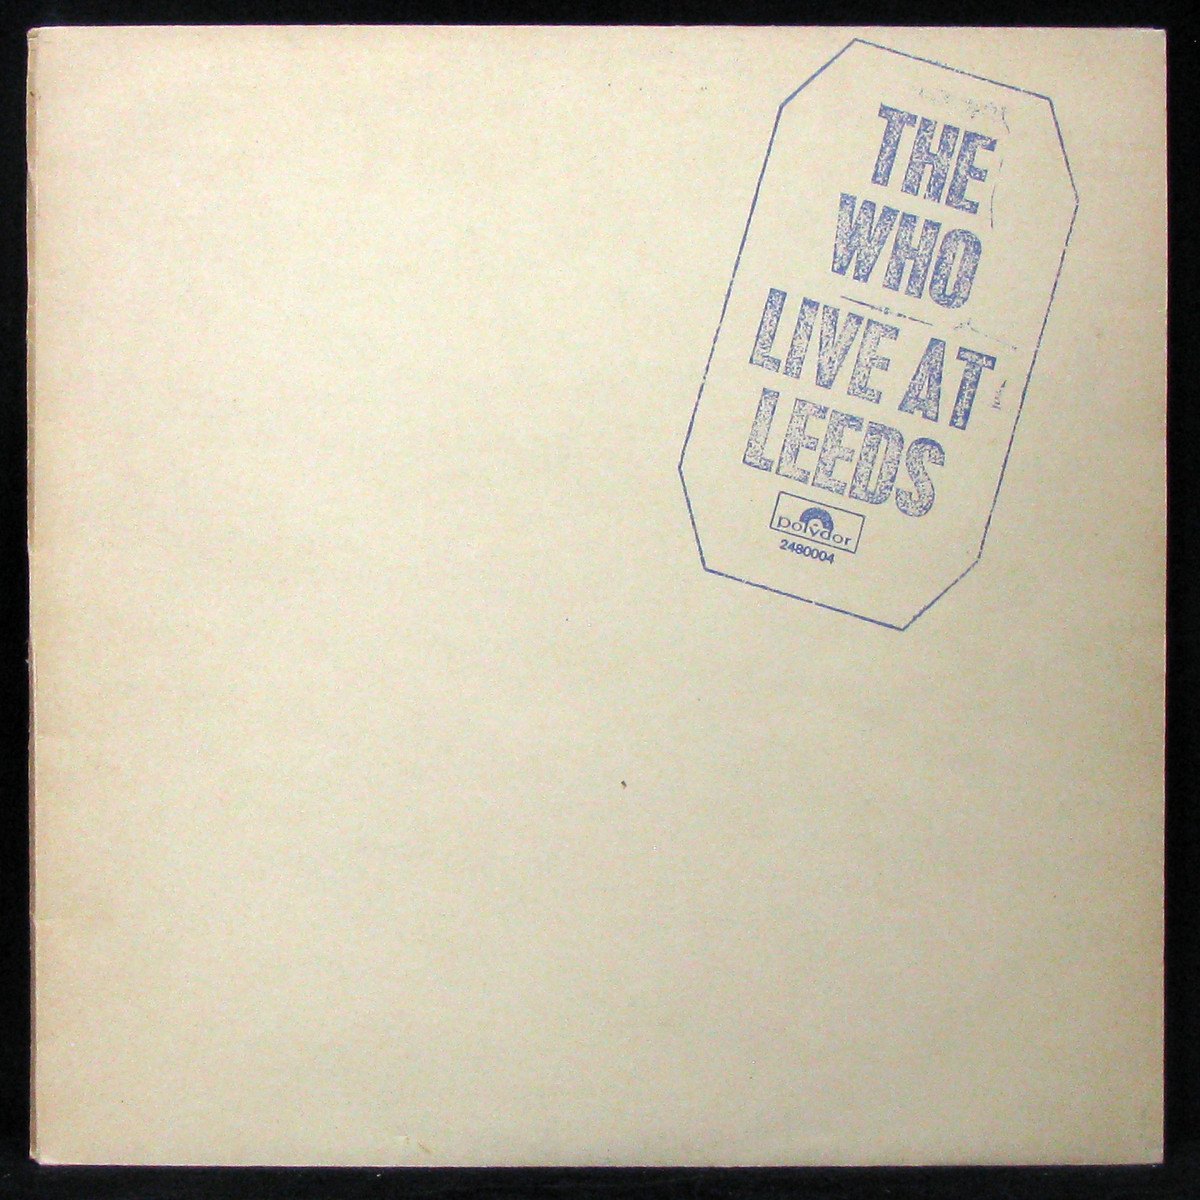 THE
WHO
LIVE AT
LEEDS
polydor
2480004